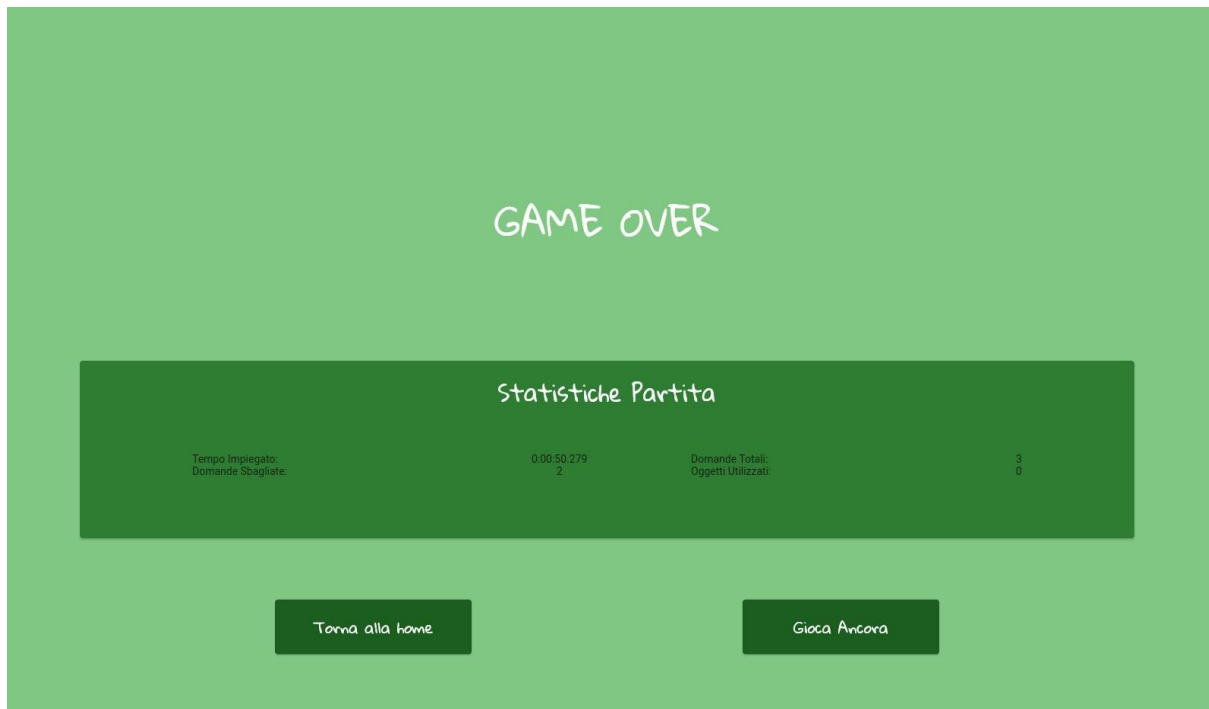 GAME OVER
Statistiche Partita
Tempo Impiegato: 0:00:50.279 Domande Totali: 3
Domande Sbagliate: 2 Oggetti Utilizzati: 0
Torna alla home Gioca Ancora